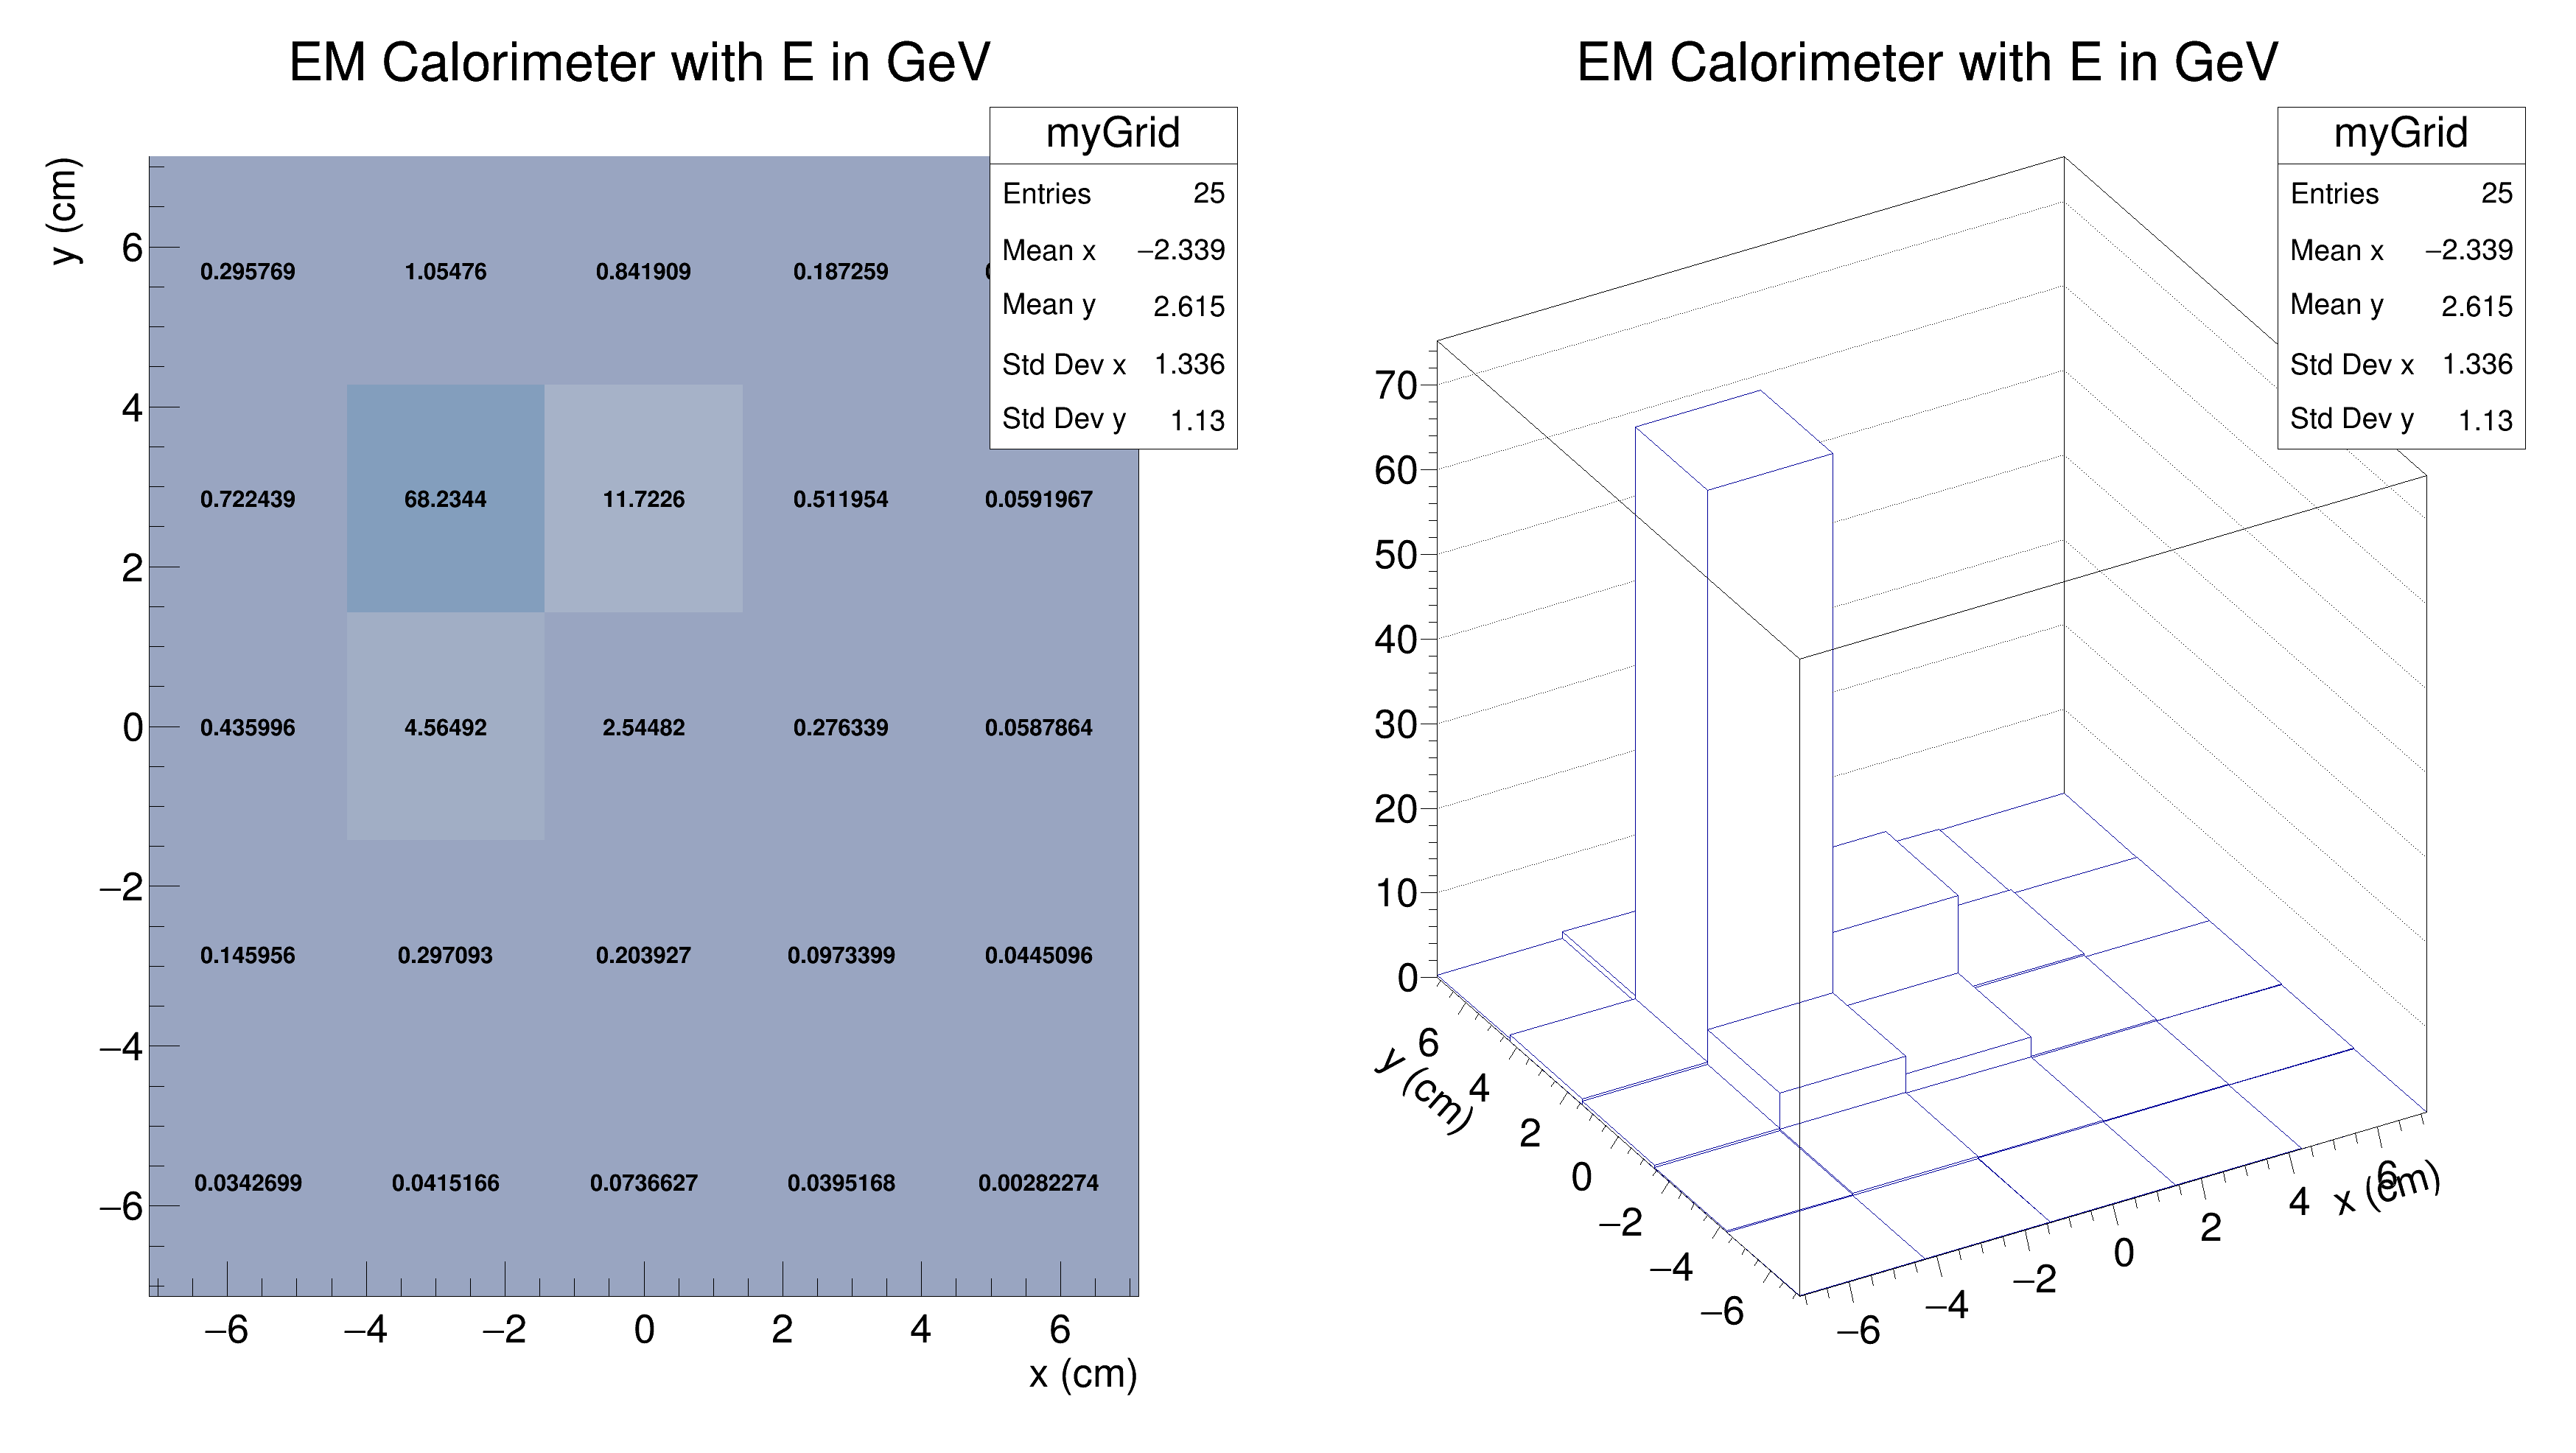 EM Calorimeter with E in GeV
myGrid
Entries 25
Mean x −2.339
Mean y 2.615
Std Dev x 1.336
Std Dev y 1.13
y (cm)
6
4
2
0
−2
−4
−6
0.295769 1.05476 0.841909 0.187259
0.722439 68.2344 11.7226 0.511954 0.0591967
0.435996 4.56492 2.54482 0.276339 0.0587864
0.145956 0.297093 0.203927 0.0973399 0.0445096
0.0342699 0.0415166 0.0736627 0.0395168 0.00282274
−6 −4 −2 0 2 4 6
x (cm)
EM Calorimeter with E in GeV
myGrid
Entries 25
Mean x −2.339
Mean y 2.615
Std Dev x 1.336
Std Dev y 1.13
70
60
50
40
30
20
10
0
y (cm)
6
4
2
0
−2
−4
−6
−6
−4
−2
0
2
4
6
x (cm)